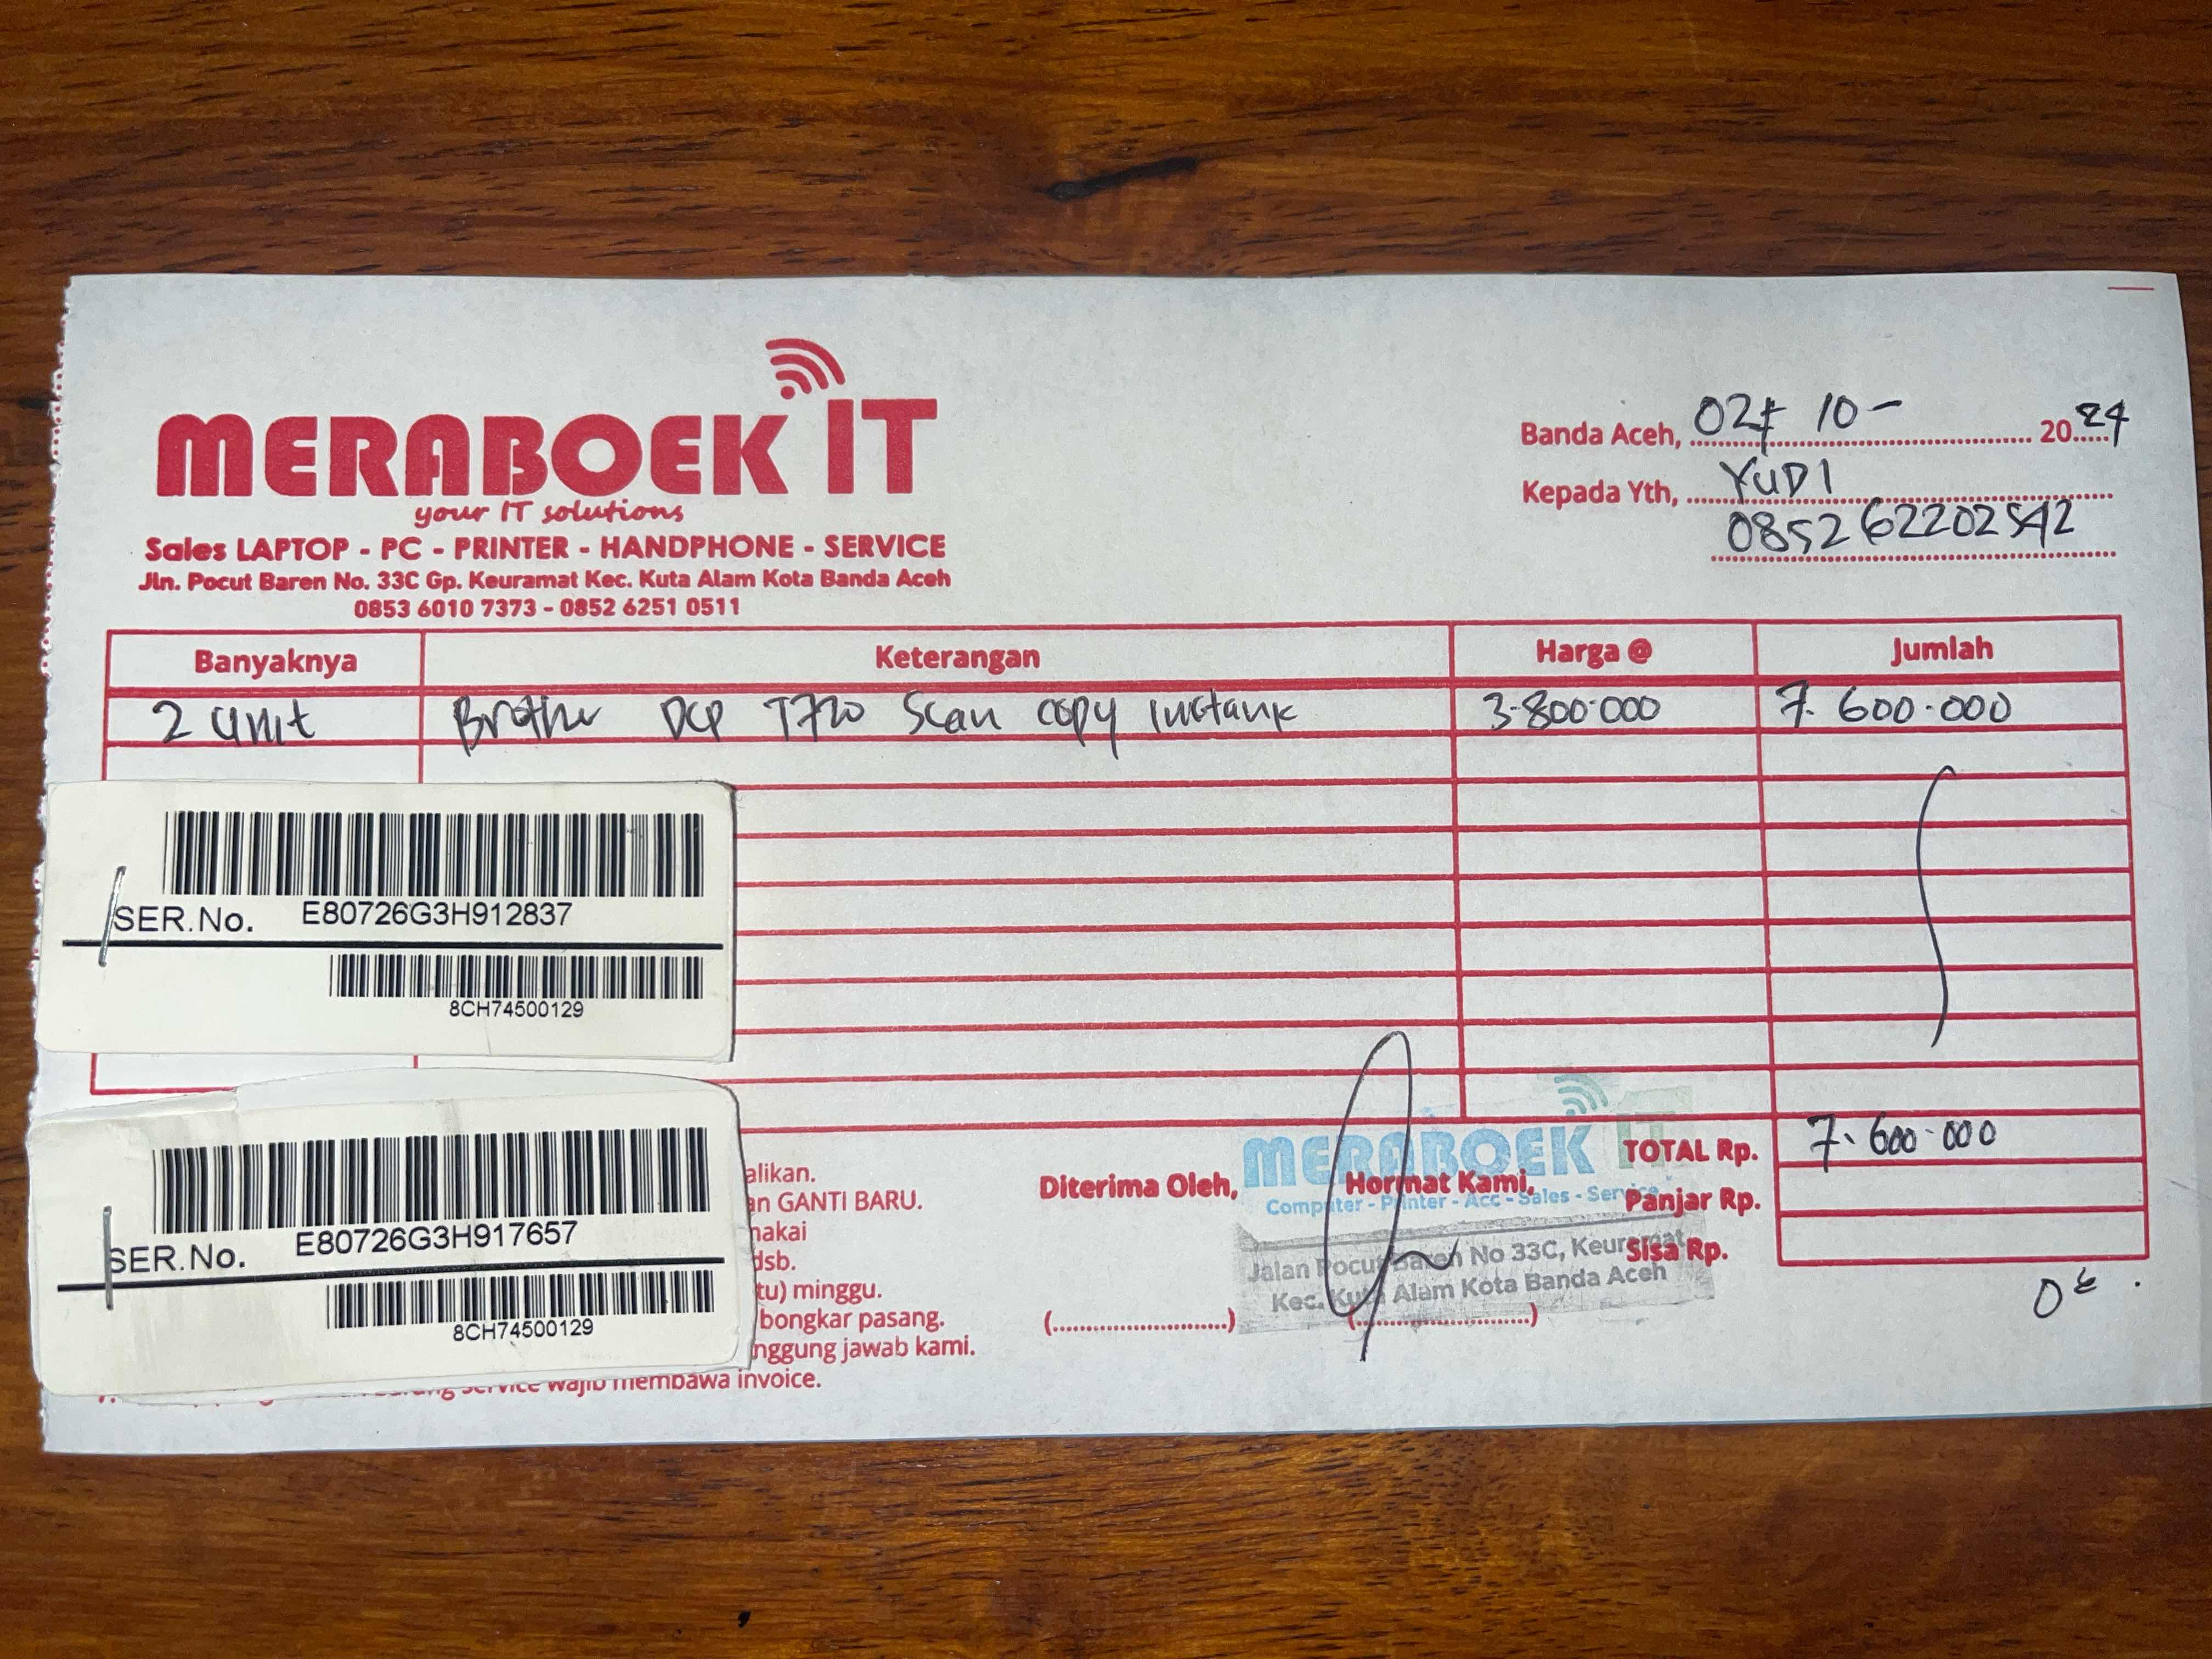 MERABOEK IT
your IT solutions
Sales LAPTOP - PC - PRINTER - HANDPHONE - SERVICE
Jln. Pocut Baren No. 33C Gp. Keuramat Kec. Kuta Alam Kota Banda Aceh
0853 6010 7373 - 0852 6251 0511
Banda Aceh, 10 - 2024
Kepada Yth, YUDI
0852 62202542
Banyaknya Keterangan Harga @ Jumlah
2 unit Brother DCP T720 Scan copy 3.800.000 7.600.000
SER.No. E80726G3H912837
8CH74500129
SER.No. E80726G3H917657
8CH74500129
alikan.
an GANTI BARU.
nakai
dsb.
tu) minggu.
bongkar pasang.
nggung jawab kami.
service wajib membawa invoice.
Diterima Oleh,
(..............................)
Hormat Kami,
(..............................)
MERABOEK IT
Computer - Printer - Acc - Sales - Service
Jalan Pocut Baren No 33C, Keuramat
Kec. Kuta Alam Kota Banda Aceh
TOTAL Rp. 7.600.000
Panjar Rp.
Sisa Rp.